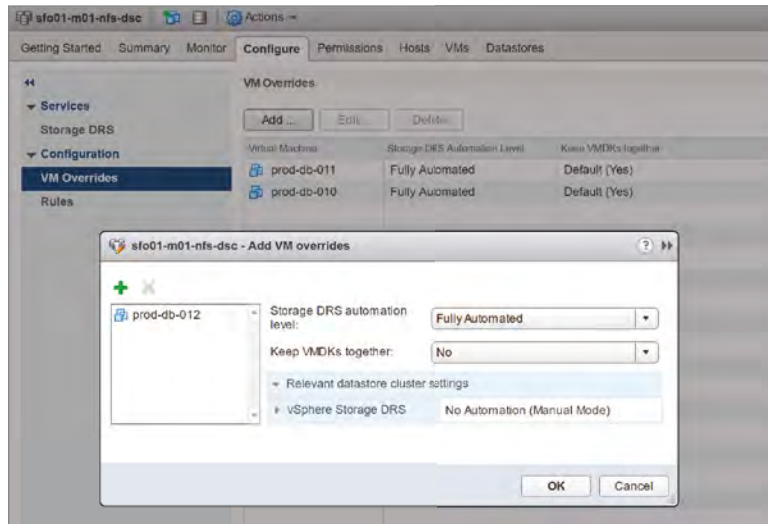 sfo01-m01-nfs-dsc Actions
Getting Started Summary Monitor Configure Permissions Hosts VMs Datastores
VM Overrides
Services
Storage DRS
Configuration
VM Overrides
Rules
Add ... Edit... Delete
Virtual Machine Storage DRS Automation Level Keep VMDKs together
prod-db-011 Fully Automated Default (Yes)
prod-db-010 Fully Automated Default (Yes)
sfo01-m01-nfs-dsc - Add VM overrides
prod-db-012
Storage DRS automation
level:
Fully Automated
Keep VMDKs together: No
Relevant datastore cluster settings
vSphere Storage DRS No Automation (Manual Mode)
OK Cancel